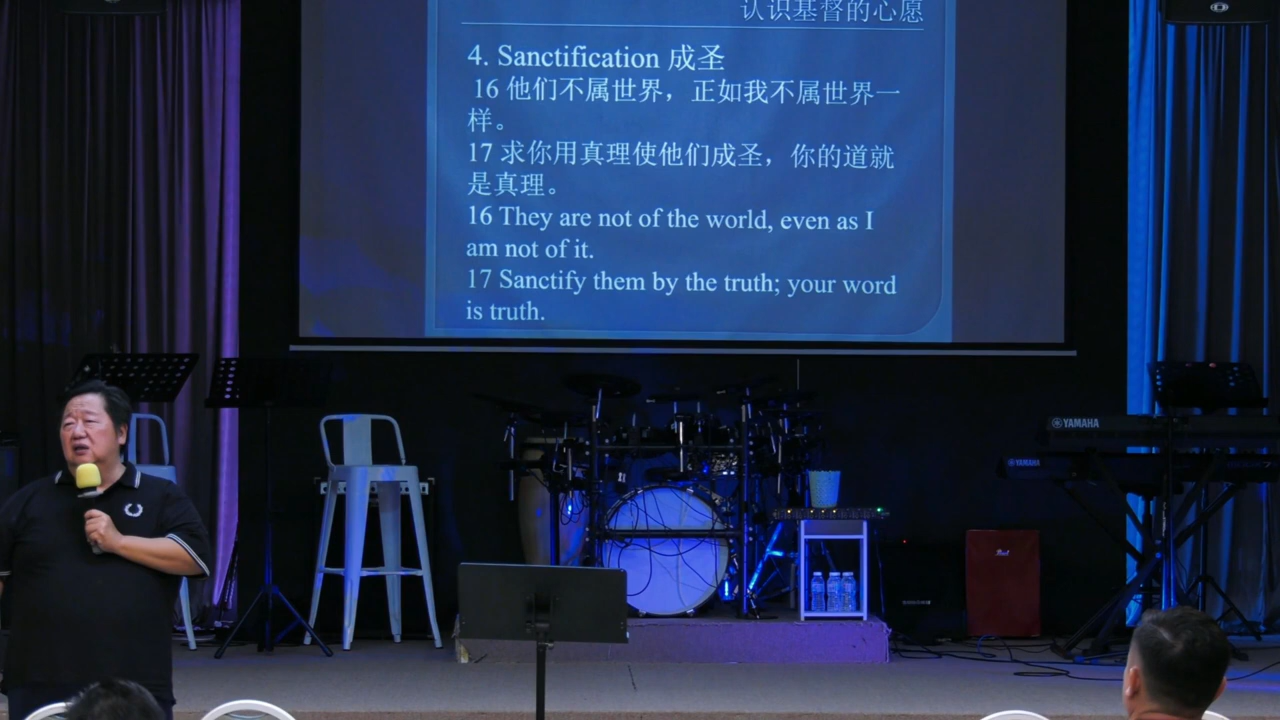 认识基督的心愿
4. Sanctification 成圣
16 他们不属世界，正如我不属世界一
样。
17 求你用真理使他们成圣，你的道就
是真理。
16 They are not of the world, even as I
am not of it.
17 Sanctify them by the truth; your word
is truth.
YAMAHA
YAMAHA
Pearl